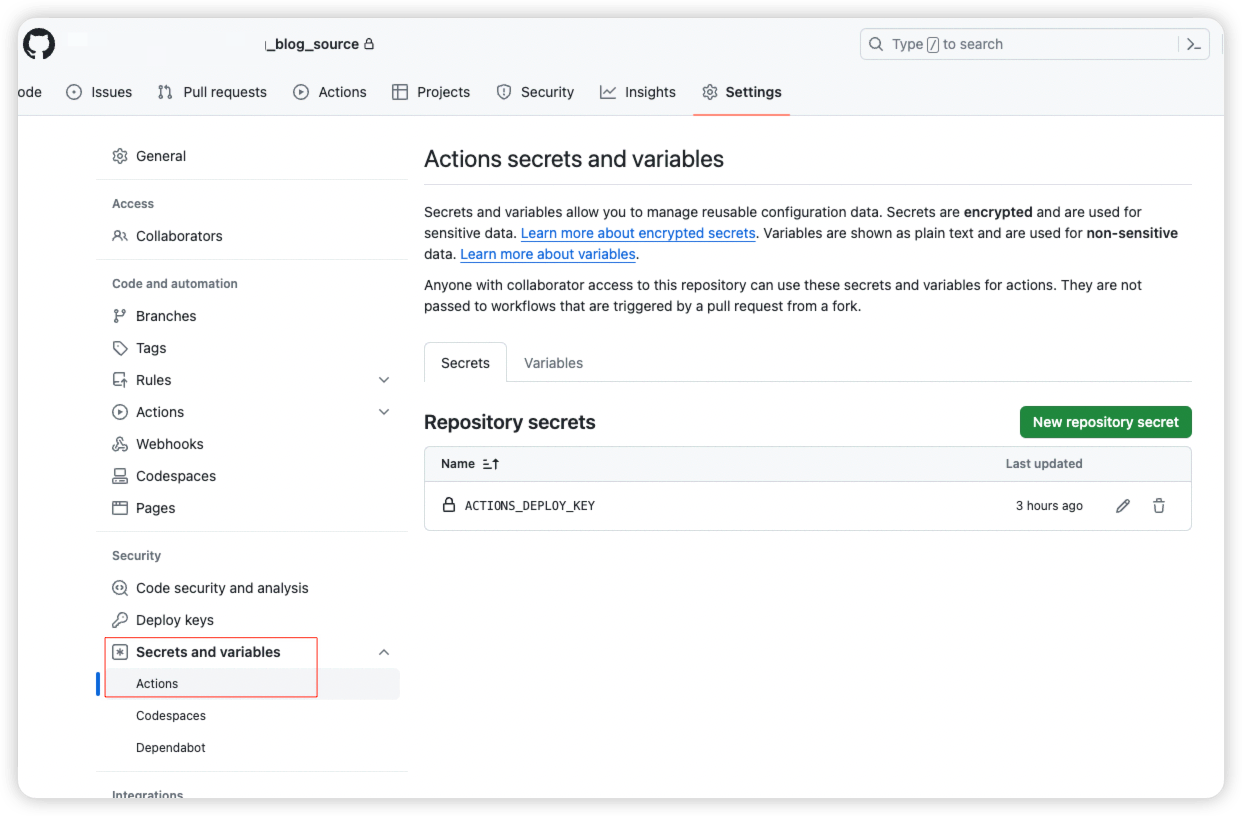 _blog_source
Type / to search
ode
Issues
Pull requests
Actions
Projects
Security
Insights
Settings
General
Access
Collaborators
Code and automation
Branches
Tags
Rules
Actions
Webhooks
Codespaces
Pages
Security
Code security and analysis
Deploy keys
Secrets and variables
Actions
Codespaces
Dependabot
Integrations
Actions secrets and variables
Secrets and variables allow you to manage reusable configuration data. Secrets are encrypted and are used for
sensitive data. Learn more about encrypted secrets. Variables are shown as plain text and are used for non-sensitive
data. Learn more about variables.
Anyone with collaborator access to this repository can use these secrets and variables for actions. They are not
passed to workflows that are triggered by a pull request from a fork.
Secrets
Variables
Repository secrets
New repository secret
Name
Last updated
ACTIONS_DEPLOY_KEY
3 hours ago